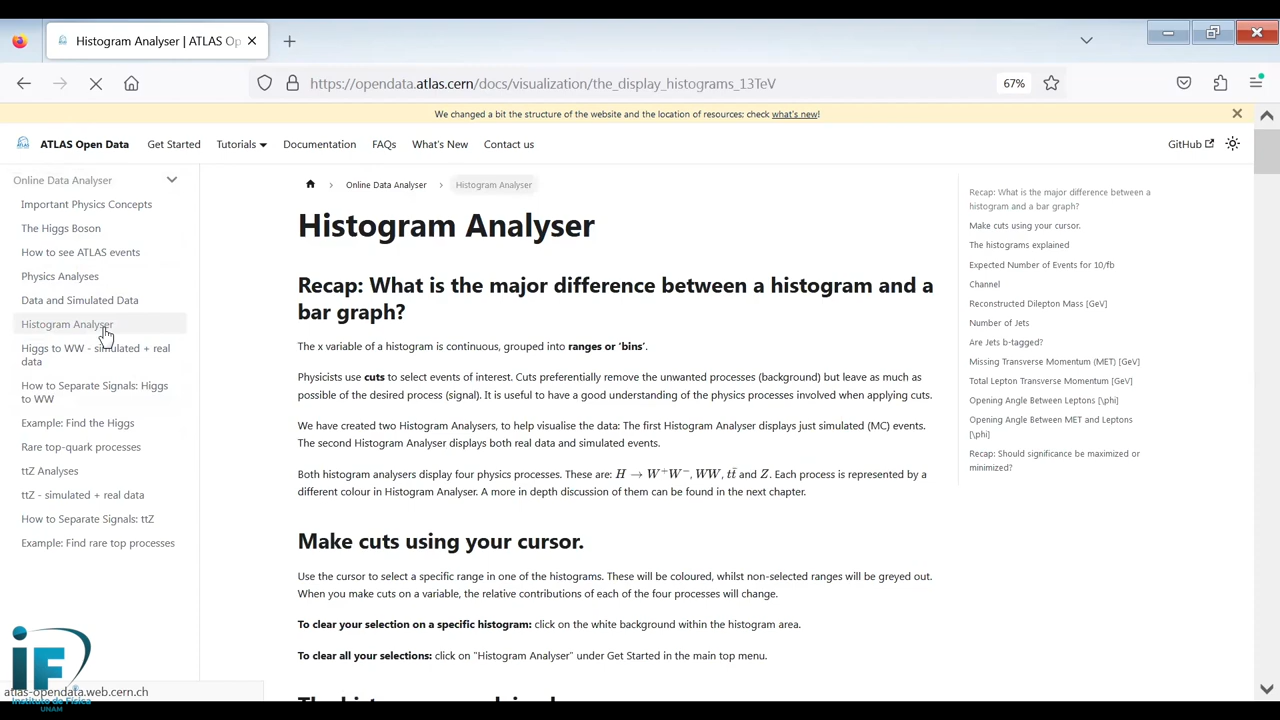 Histogram Analyser | ATLAS Op
https://opendata.atlas.cern/docs/visualization/the_display_histograms_13TeV
67%
We changed a bit the structure of the website and the location of resources; check what's new!
ATLAS Open Data
Get Started
Tutorials
Documentation
FAQs
What's New
Contact us
GitHub
Online Data Analyser
Important Physics Concepts
The Higgs Boson
How to see ATLAS events
Physics Analyses
Data and Simulated Data
Histogram Analyser
Higgs to WW - simulated + real
data
How to Separate Signals: Higgs
to WW
Example: Find the Higgs
Rare top-quark processes
ttZ Analyses
ttZ - simulated + real data
How to Separate Signals: ttZ
Example: Find rare top processes
Online Data Analyser
Histogram Analyser
Histogram Analyser
Recap: What is the major difference between a histogram and a
bar graph?
The x variable of a histogram is continuous, grouped into ranges or ‘bins’.
Physicists use cuts to select events of interest. Cuts preferentially remove the unwanted processes (background) but leave as much as
possible of the desired process (signal). It is useful to have a good understanding of the physics processes involved when applying cuts.
We have created two Histogram Analysers, to help visualise the data: The first Histogram Analyser displays just simulated (MC) events.
The second Histogram Analyser displays both real data and simulated events.
Both histogram analysers display four physics processes. These are: H → W⁺W⁻, WW, tt̄ and Z. Each process is represented by a
different colour in Histogram Analyser. A more in depth discussion of them can be found in the next chapter.
Make cuts using your cursor.
Use the cursor to select a specific range in one of the histograms. These will be coloured, whilst non-selected ranges will be greyed out.
When you make cuts on a variable, the relative contributions of each of the four processes will change.
To clear your selection on a specific histogram: click on the white background within the histogram area.
To clear all your selections: click on "Histogram Analyser" under Get Started in the main top menu.
Recap: What is the major difference between a
histogram and a bar graph?
Make cuts using your cursor.
The histograms explained
Expected Number of Events for 10/fb
Channel
Reconstructed Dilepton Mass [GeV]
Number of Jets
Are Jets b-tagged?
Missing Transverse Momentum (MET) [GeV]
Total Lepton Transverse Momentum [GeV]
Opening Angle Between Leptons [\phi]
Opening Angle Between MET and Leptons
[\phi]
Recap: Should significance be maximized or
minimized?
iF
atlas-opendata.web.cern.ch
Instituto de Física
UNAM